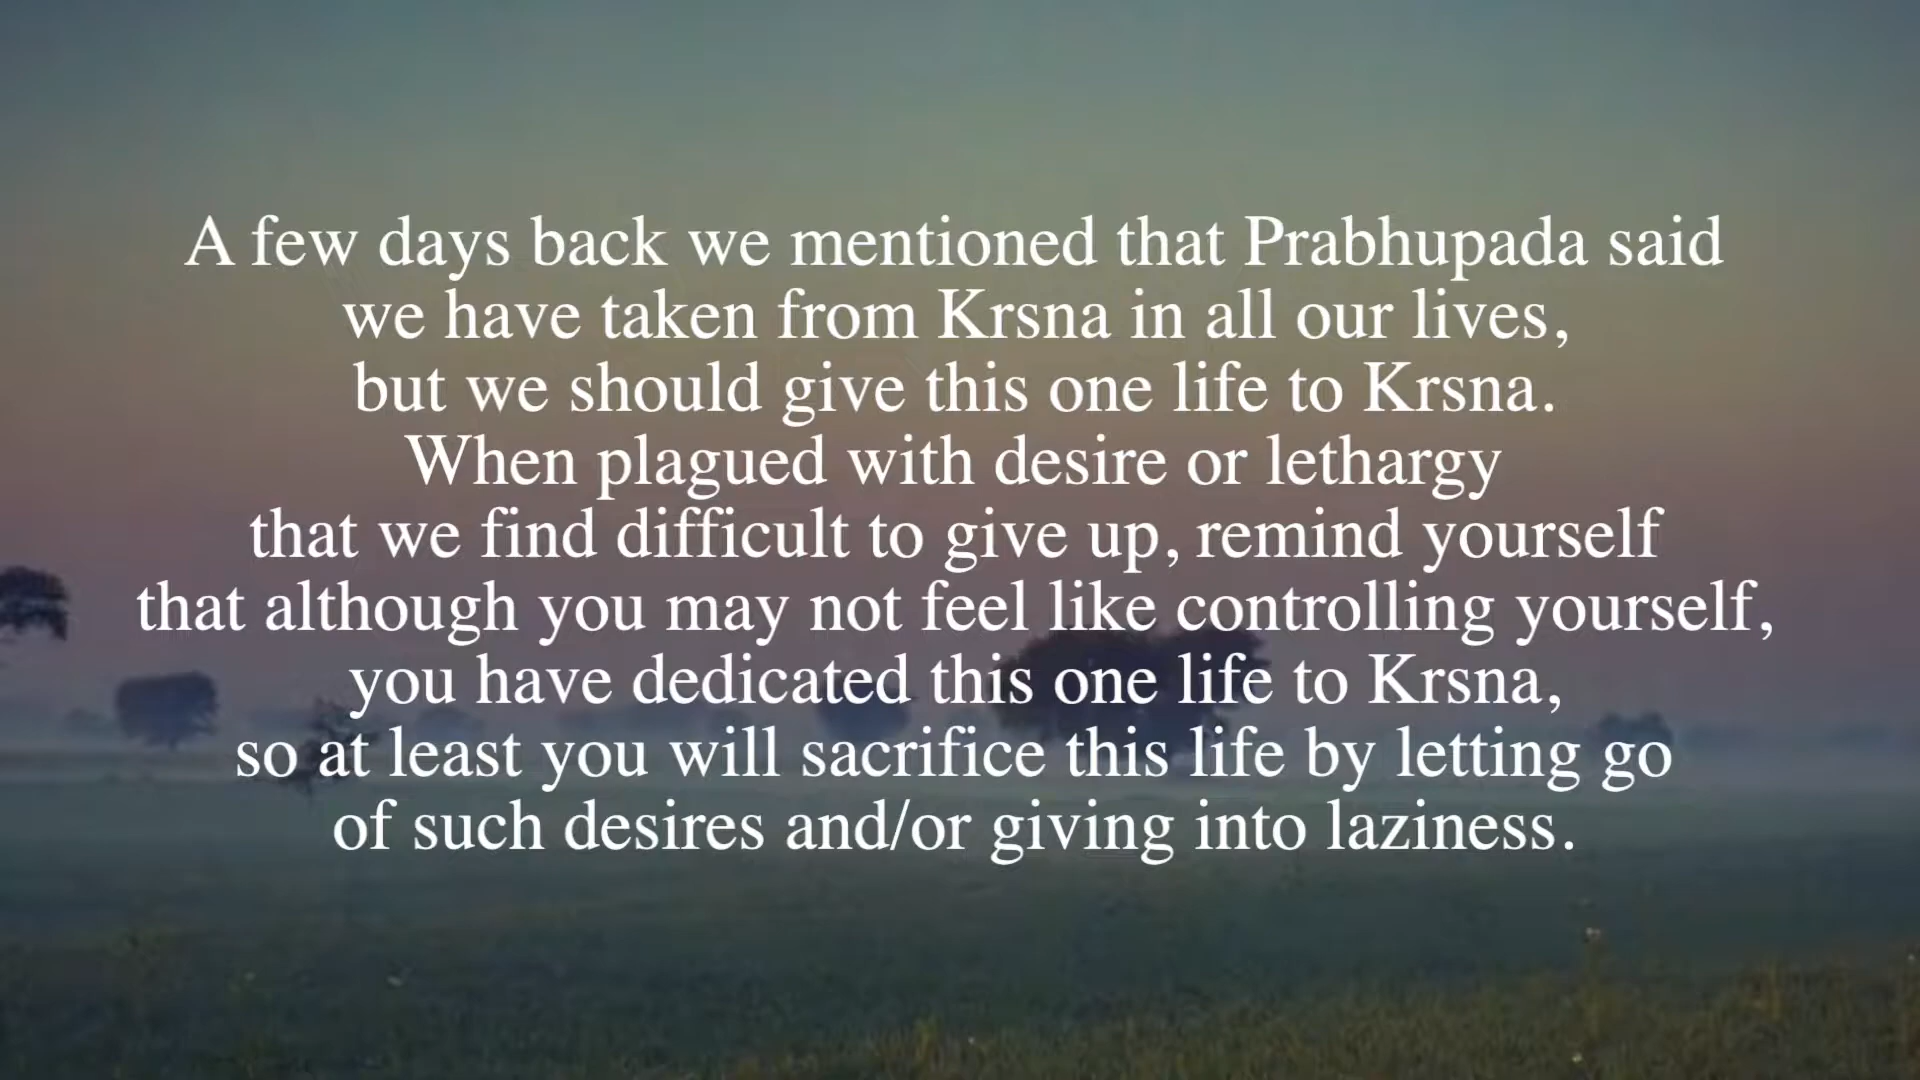 A few days back we mentioned that Prabhupada said
we have taken from Krsna in all our lives,
but we should give this one life to Krsna.
When plagued with desire or lethargy
that we find difficult to give up, remind yourself
that although you may not feel like controlling yourself,
you have dedicated this one life to Krsna,
so at least you will sacrifice this life by letting go
of such desires and/or giving into laziness.